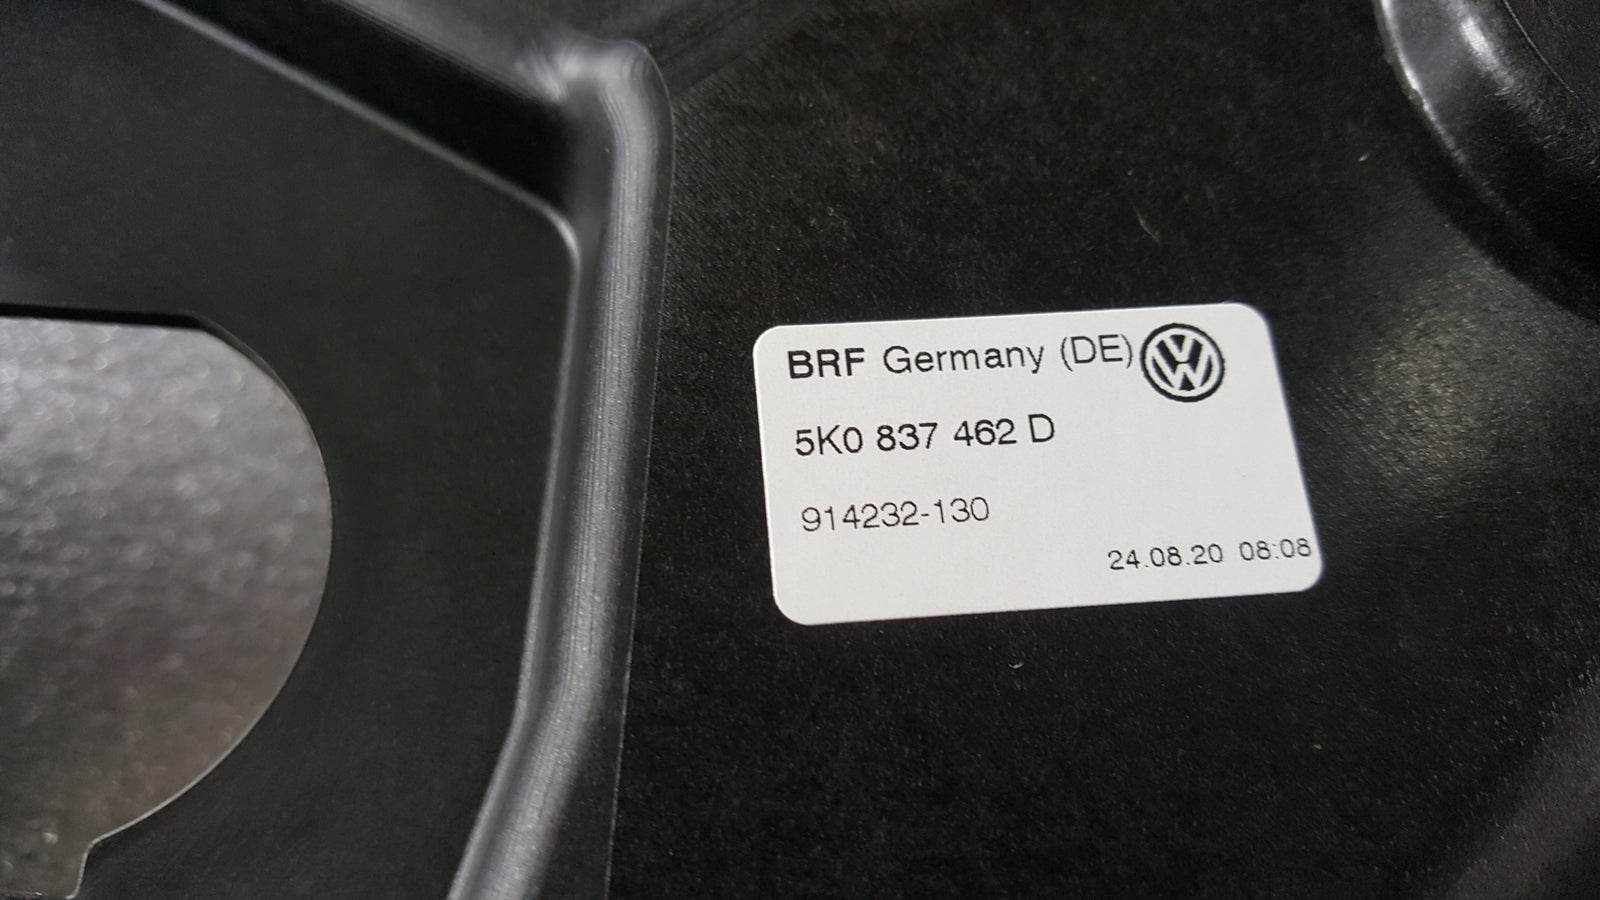 BRF Germany (DE)
5K0 837 462 D
914232-130
24.08.20 08:08